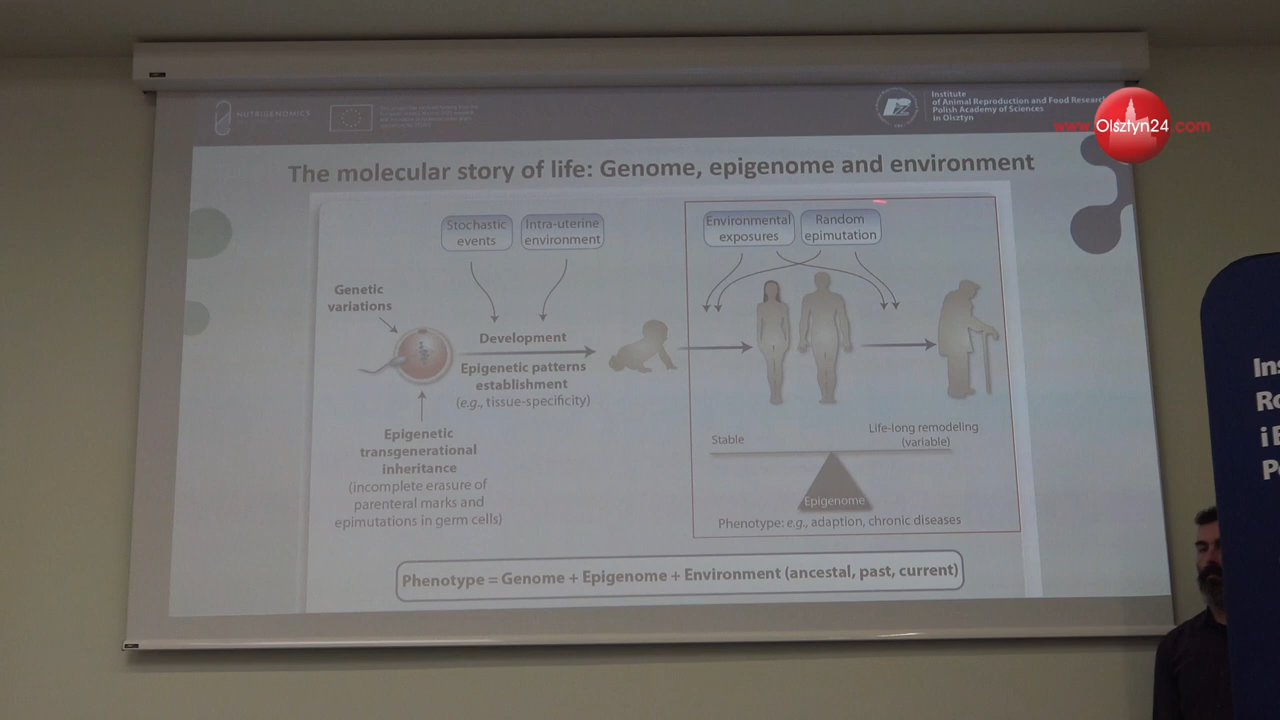 NUTRIGENOMICS
Institute
of Animal Reproduction and Food Research
Polish Academy of Sciences
in Olsztyn
www.Olsztyn24.com
The molecular story of life: Genome, epigenome and environment
Stochastic
events
Intra-uterine
environment
Environmental
exposures
Random
epimutation
Genetic
variations
Development
Epigenetic patterns
establishment
(e.g., tissue-specificity)
Epigenetic
transgenerational
inheritance
(incomplete erasure of
parenteral marks and
epimutations in germ cells)
Stable
Life-long remodeling
(variable)
Epigenome
Phenotype: e.g., adaption, chronic diseases
Phenotype = Genome + Epigenome + Environment (ancestal, past, current)
Ins
Ro
i
P